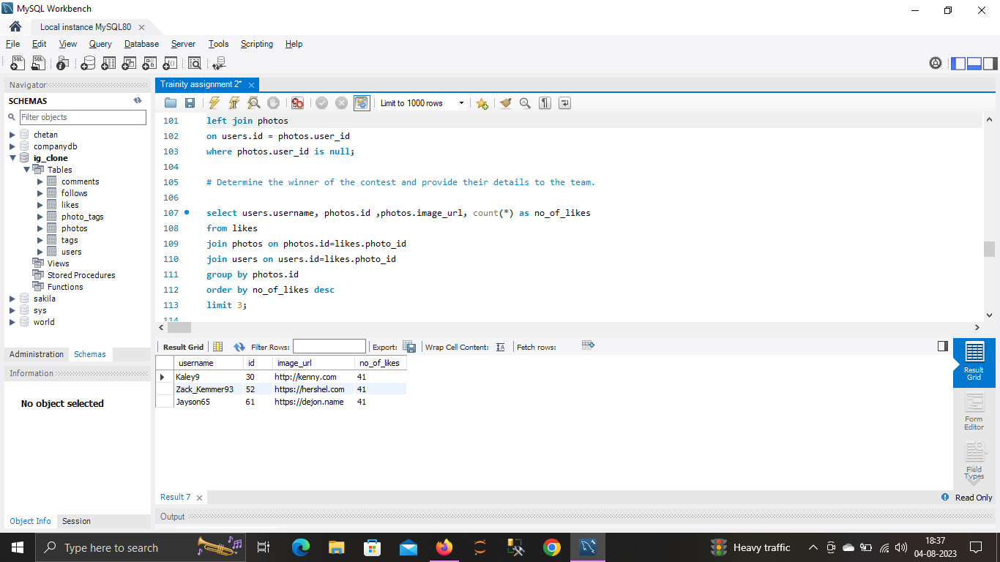 MySQL Workbench
Local instance MySQL80
File Edit View Query Database Server Tools Scripting Help
Navigator
SCHEMAS
Filter objects
chetan
companydb
ig_clone
Tables
comments
follows
likes
photo_tags
photos
tags
users
Views
Stored Procedures
Functions
sakila
sys
world
Administration Schemas
Information
No object selected
Object Info Session
Trainity assignment 2*
Limit to 1000 rows
101 left join photos
102 on users.id = photos.user_id
103 where photos.user_id is null;
104
105 # Determine the winner of the contest and provide their details to the team.
106
107 select users.username, photos.id ,photos.image_url, count(*) as no_of_likes
108 from likes
109 join photos on photos.id=likes.photo_id
110 join users on users.id=likes.photo_id
111 group by photos.id
112 order by no_of_likes desc
113 limit 3;
114
Result Grid Filter Rows: Export: Wrap Cell Content: Fetch rows:
username id image_url no_of_likes
Kaley9 30 http://kenny.com 41
Zack_Kemmer93 52 https://hershel.com 41
Jayson65 61 https://dejon.name 41
Result
Grid
Form
Editor
Field
Types
Result 7
Read Only
Output
Type here to search
Heavy traffic
18:37
04-08-2023